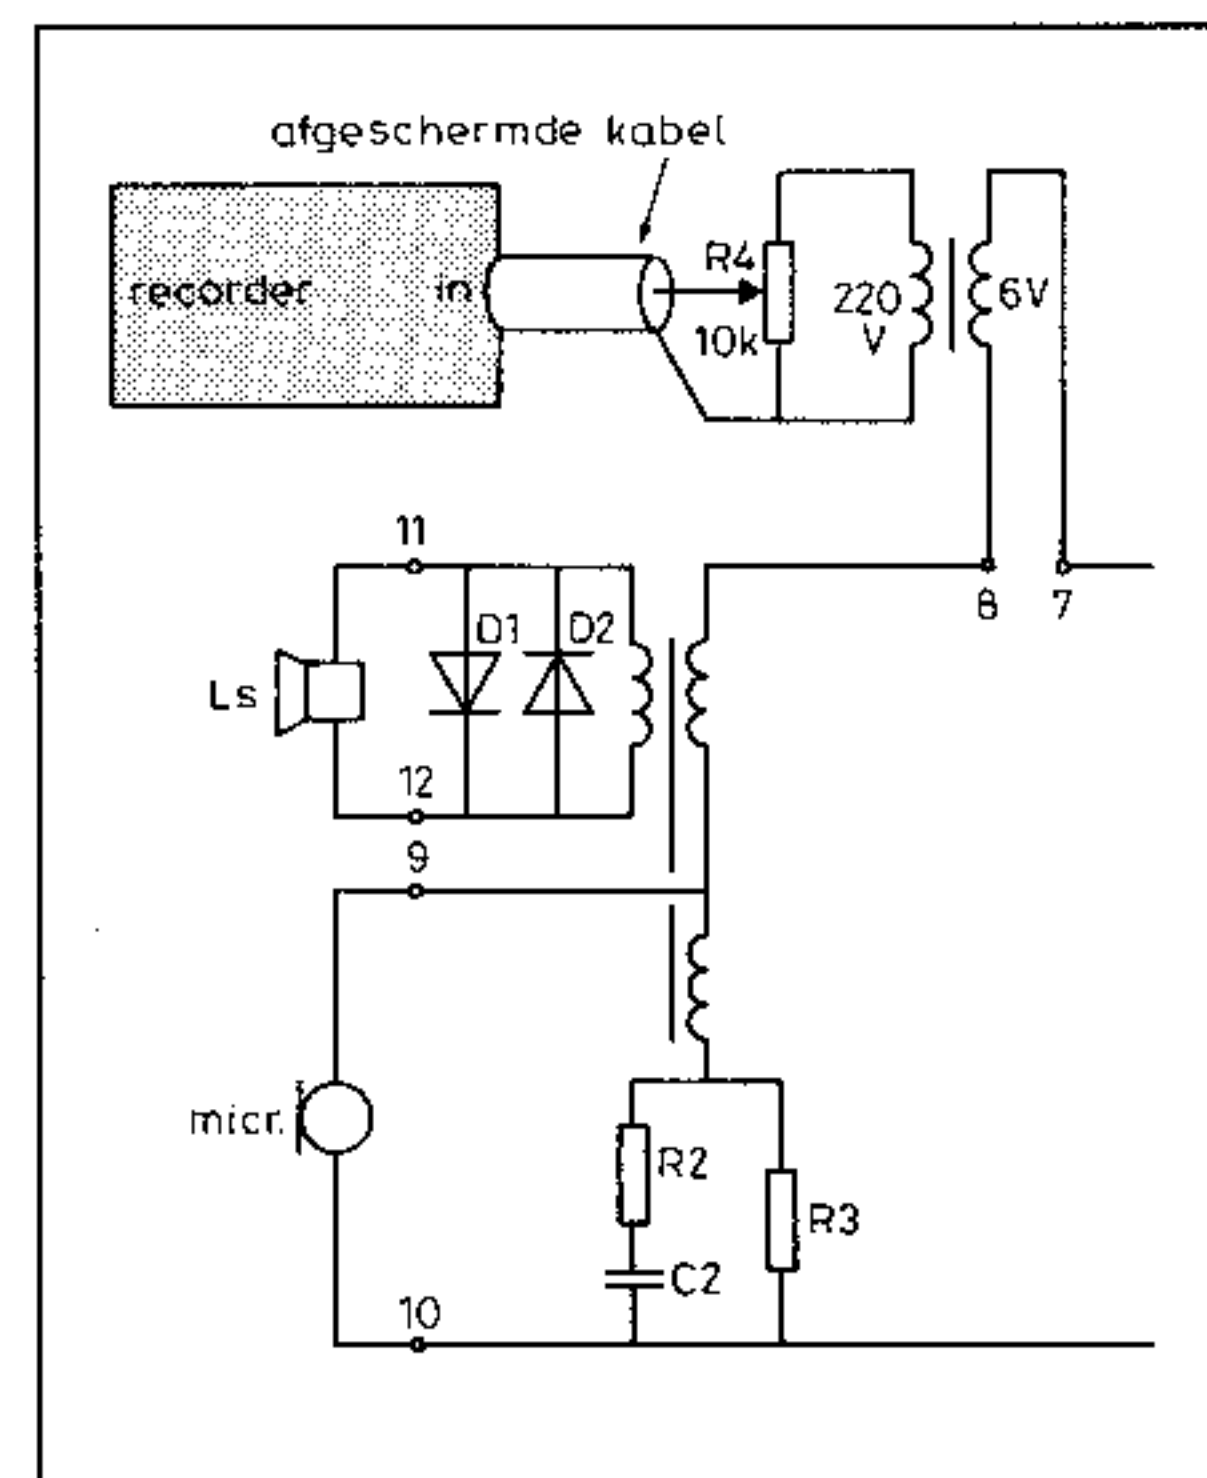 afgeschermde kabel
recorder in
R4
10k
220
V
6V
11
8 7
D1 D2
Ls
12
9
micr.
R2
R3
C2
10